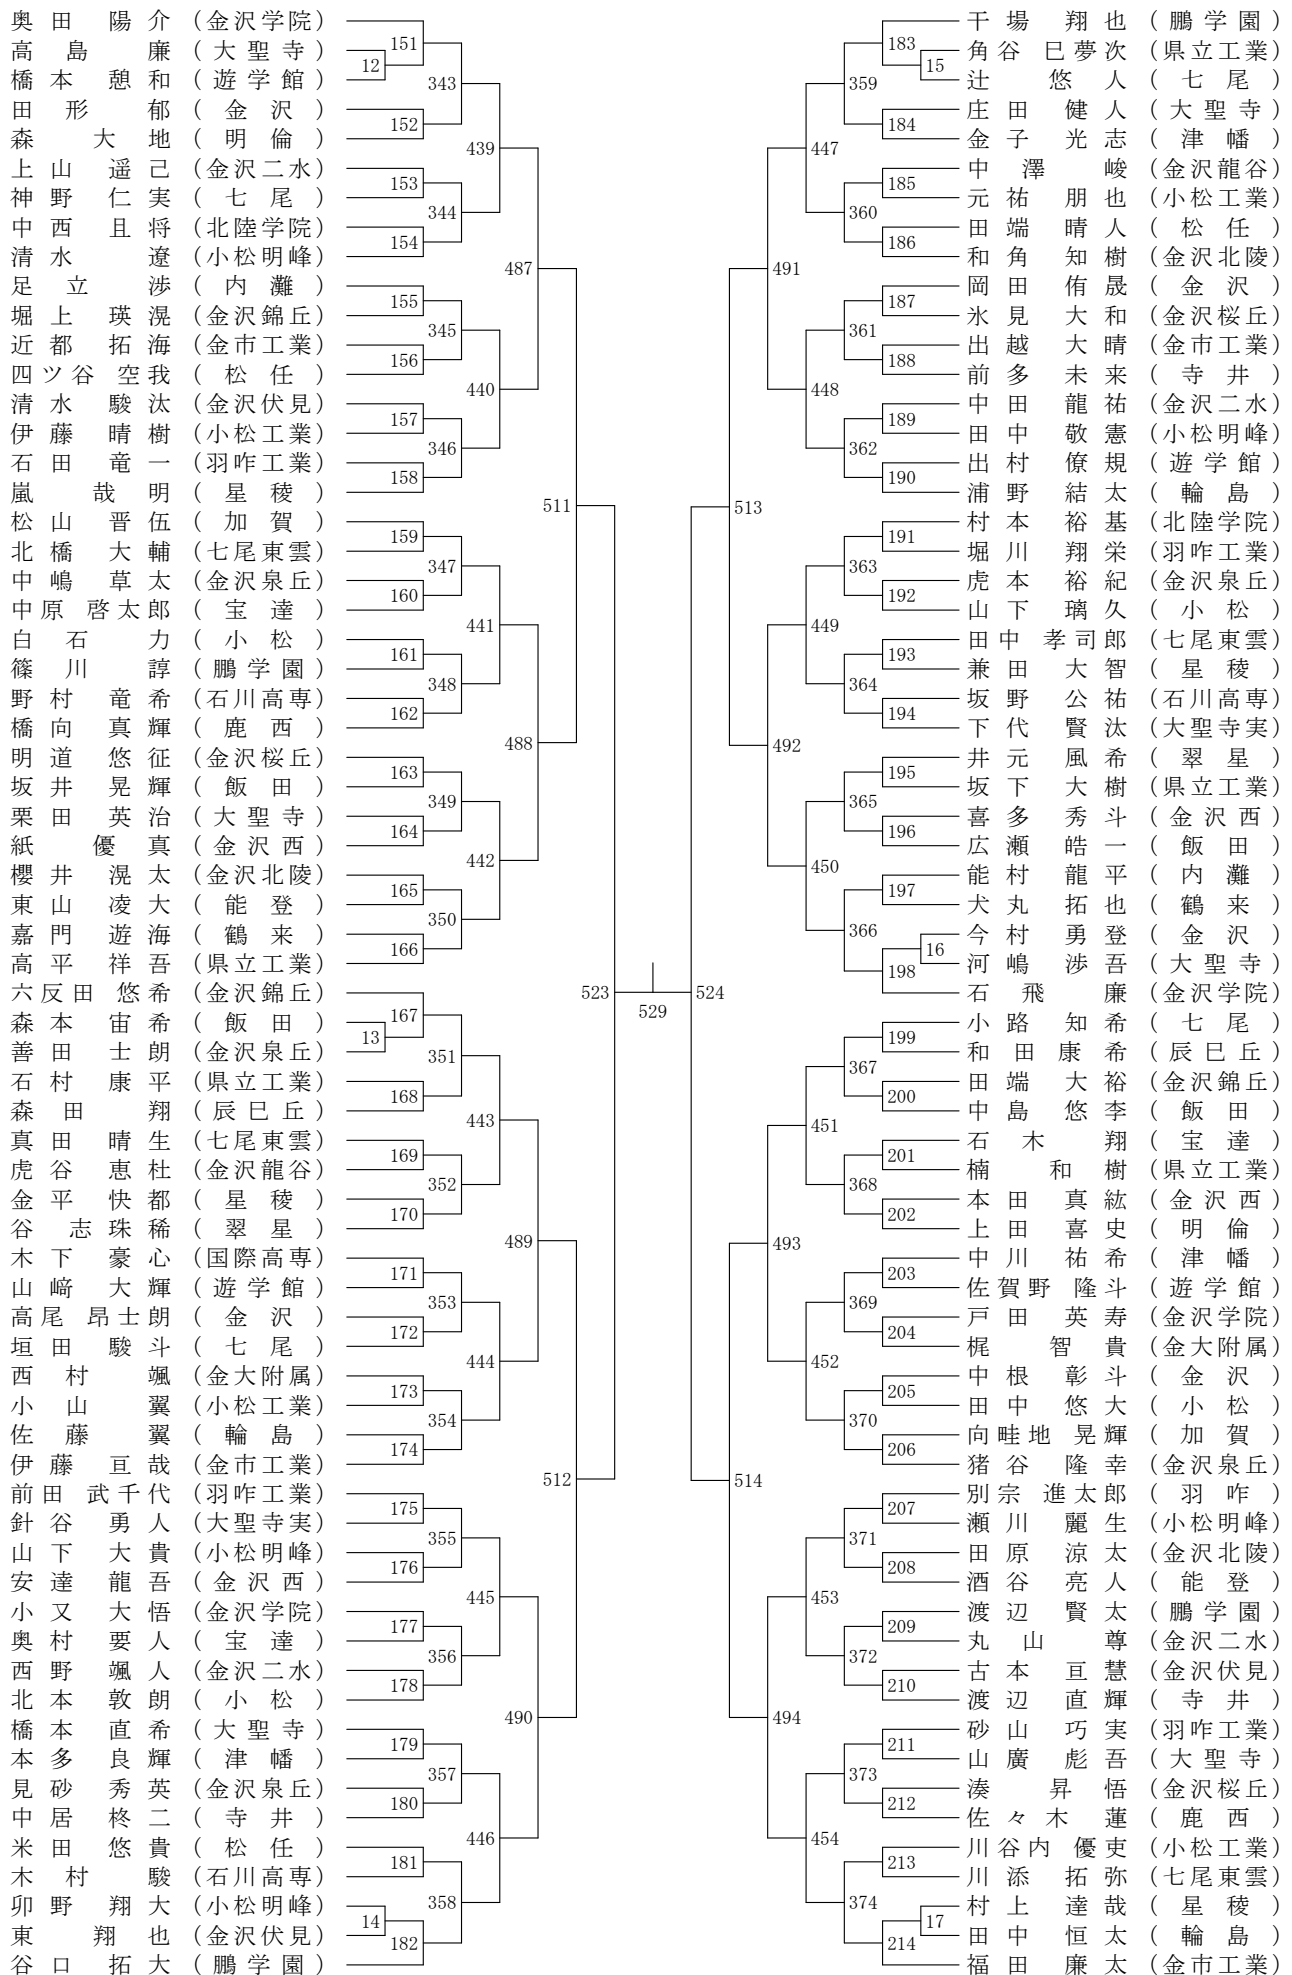 奥田 陽介 (金沢学院)
高島 廉 (大聖寺)
橋本 憩和 (遊学館)
田形 郁 (金沢)
森 大地 (明倫)
上山 遥己 (金沢二水)
神野 仁実 (七尾)
中西 且将 (北陸学院)
清水 遼 (小松明峰)
足立 渉 (内灘)
堀上 瑛滉 (金沢錦丘)
近都 拓海 (金市工業)
四ツ谷 空我 (松任)
清水 駿汰 (金沢伏見)
伊藤 晴樹 (小松工業)
石田 竜一 (羽咋工業)
嵐 哉明 (星稜)
松山 晋伍 (加賀)
北橋 大輔 (七尾東雲)
中嶋 草太 (金沢泉丘)
中原 啓太郎 (宝達)
白石 力 (小松)
篠川 諄 (鵬学園)
野村 竜希 (石川高専)
橋向 真輝 (鹿西)
明道 悠征 (金沢桜丘)
坂井 晃輝 (飯田)
栗田 英治 (大聖寺)
紙 優真 (金沢西)
櫻井 滉太 (金沢北陵)
東山 凌大 (能登)
嘉門 遊海 (鶴来)
高平 祥吾 (県立工業)
六反田 悠希 (金沢錦丘)
森本 宙希 (飯田)
善田 士朗 (金沢泉丘)
石村 康平 (県立工業)
森田 翔 (辰巳丘)
真田 晴生 (七尾東雲)
虎谷 恵杜 (金沢龍谷)
金平 快都 (星稜)
谷 志珠稀 (翠星)
木下 豪心 (国際高専)
山﨑 大輝 (遊学館)
高尾 昂士朗 (金沢)
垣田 駿斗 (七尾)
西村 颯 (金大附属)
小山 翼 (小松工業)
佐藤 翼 (輪島)
伊藤 亘哉 (金市工業)
前田 武千代 (羽咋工業)
針谷 勇人 (大聖寺実)
山下 大貴 (小松明峰)
安達 龍吾 (金沢西)
小又 大悟 (金沢学院)
奥村 要人 (宝達)
西野 颯人 (金沢二水)
北本 敦朗 (小松)
橋本 直希 (大聖寺)
本多 良輝 (津幡)
見砂 秀英 (金沢泉丘)
中居 柊二 (寺井)
米田 悠貴 (松任)
木村 駿 (石川高専)
卯野 翔大 (小松明峰)
東 翔也 (金沢伏見)
谷口 拓大 (鵬学園)
12
13
14
151
152
153
154
155
156
157
158
159
160
161
162
163
164
165
166
167
168
169
170
171
172
173
174
175
176
177
178
179
180
181
182
343
344
345
346
347
348
349
350
351
352
353
354
355
356
357
358
439
440
441
442
443
444
445
446
487
488
489
490
511
512
523
529
524
513
514
491
492
493
494
447
448
449
450
451
452
453
454
359
360
361
362
363
364
365
366
367
368
369
370
371
372
373
374
183
184
185
186
187
188
189
190
191
192
193
194
195
196
197
198
199
200
201
202
203
204
205
206
207
208
209
210
211
212
213
214
15
16
17
干場 翔也 (鵬学園)
角谷 巳夢次 (県立工業)
辻 悠人 (七尾)
庄田 健人 (大聖寺)
金子 光志 (津幡)
中澤 峻 (金沢龍谷)
元祐 朋也 (小松工業)
田端 晴人 (松任)
和角 知樹 (金沢北陵)
岡田 侑晟 (金沢)
氷見 大和 (金沢桜丘)
出越 大晴 (金市工業)
前多 未来 (寺井)
中田 龍祐 (金沢二水)
田中 敬憲 (小松明峰)
出村 僚規 (遊学館)
浦野 結太 (輪島)
村本 裕基 (北陸学院)
堀川 翔栄 (羽咋工業)
虎本 裕紀 (金沢泉丘)
山下 璃久 (小松)
田中 孝司郎 (七尾東雲)
兼田 大智 (星稜)
坂野 公祐 (石川高専)
下代 賢汰 (大聖寺実)
井元 風希 (翠星)
坂下 大樹 (県立工業)
喜多 秀斗 (金沢西)
広瀬 皓一 (飯田)
能村 龍平 (内灘)
犬丸 拓也 (鶴来)
今村 勇登 (金沢)
河嶋 渉吾 (大聖寺)
石飛 廉 (金沢学院)
小路 知希 (七尾)
和田 康希 (辰巳丘)
田端 大裕 (金沢錦丘)
中島 悠李 (飯田)
石木 翔 (宝達)
楠 和樹 (県立工業)
本田 真紘 (金沢西)
上田 喜史 (明倫)
中川 祐希 (津幡)
佐賀野 隆斗 (遊学館)
戸田 英寿 (金沢学院)
梶 智貴 (金大附属)
中根 彰斗 (金沢)
田中 悠大 (小松)
向畦地 晃輝 (加賀)
猪谷 隆幸 (金沢泉丘)
別宗 進太郎 (羽咋)
瀬川 麗生 (小松明峰)
田原 涼太 (金沢北陵)
酒谷 亮人 (能登)
渡辺 賢太 (鵬学園)
丸山 尊 (金沢二水)
古本 亘慧 (金沢伏見)
渡辺 直輝 (寺井)
砂山 巧実 (羽咋工業)
山廣 彪吾 (大聖寺)
湊 昇悟 (金沢桜丘)
佐々木 蓮 (鹿西)
川谷内 優吏 (小松工業)
川添 拓弥 (七尾東雲)
村上 達哉 (星稜)
田中 恒太 (輪島)
福田 廉太 (金市工業)